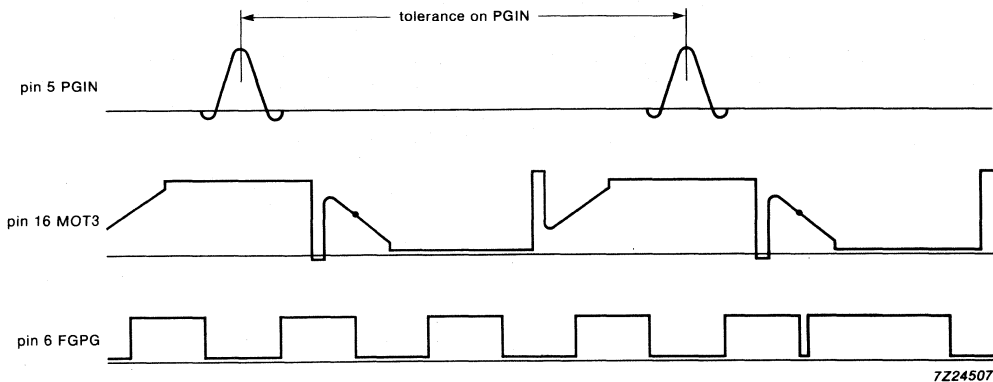 tolerance on PGIN
pin 5 PGIN
pin 16 MOT3
pin 6 FGPG
7Z24507